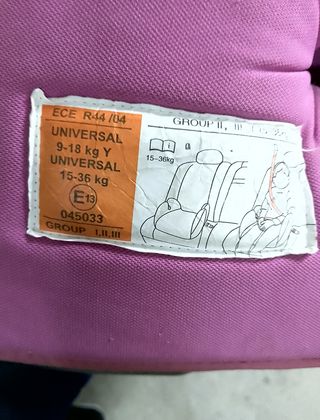 ECE R44/04
UNIVERSAL
9-18 kg Y
UNIVERSAL
15-36 kg
E13
045033
GROUP I,II,III
GROUP II, III
15-36kg